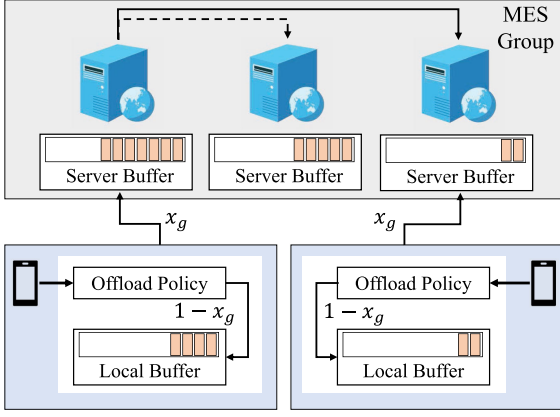 MES
Group
Server Buffer
Server Buffer
Server Buffer
x_g
x_g
Offload Policy
1 − x_g
Local Buffer
Offload Policy
1 − x_g
Local Buffer